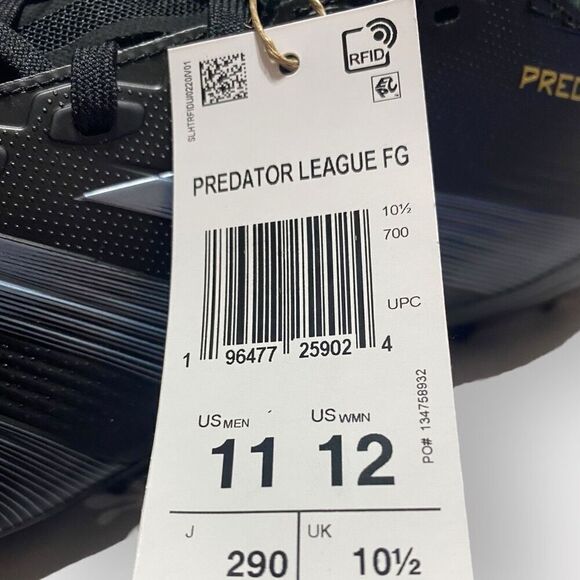 RFID
SLHTRFIDUI0220IV01
PREDATOR LEAGUE FG
PRED
10½
700
UPC
1 96477 25902 4
US MEN US WMN
11 12
PO# 134758932
J UK
290 10½